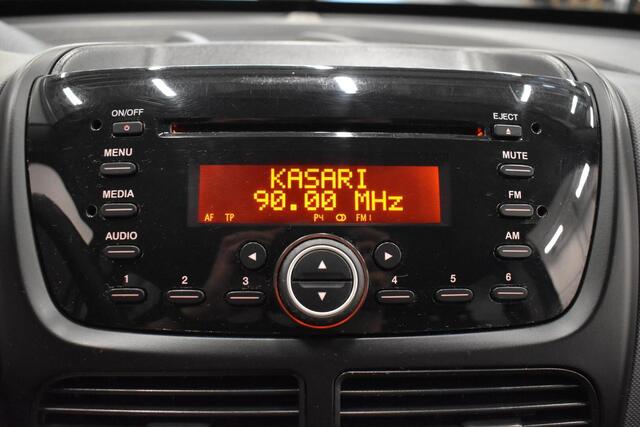 ON/OFF
EJECT
MENU
MUTE
KASARI
90.00 MHz
MEDIA
FM
AF TP P4 FM1
AUDIO
AM
1 2 3 4 5 6